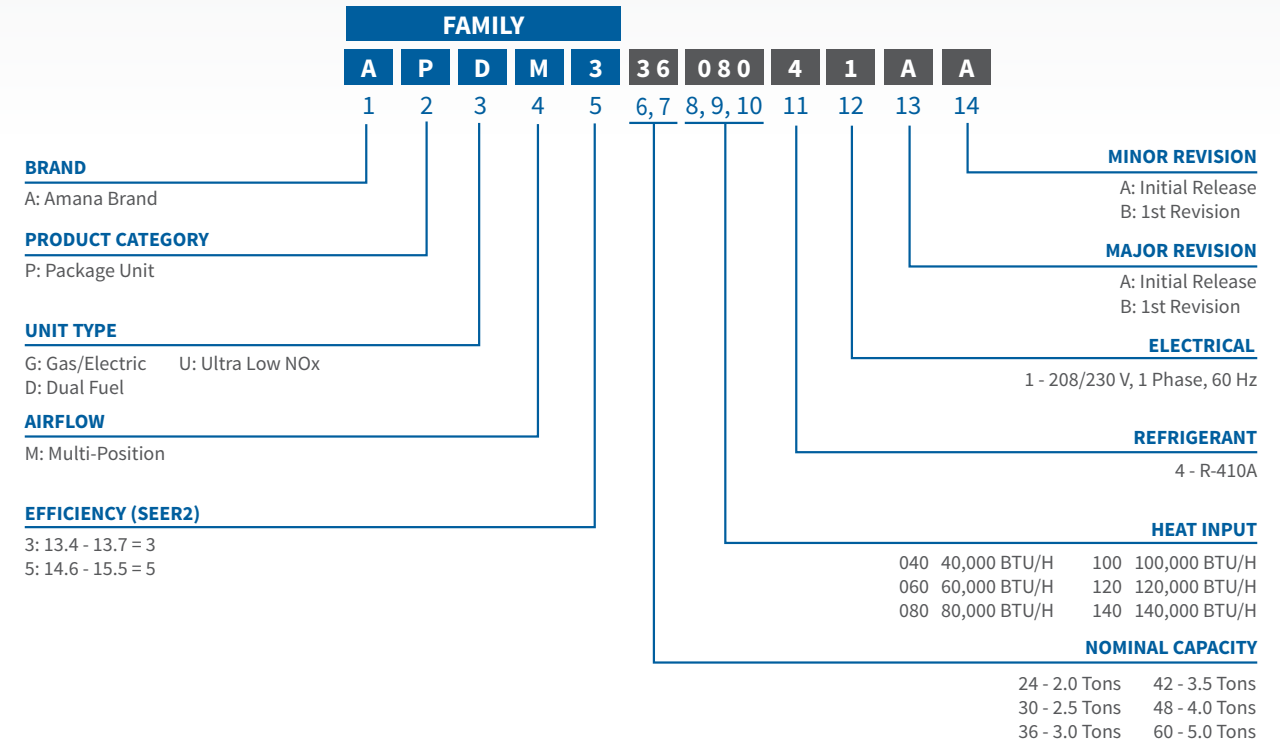 FAMILY
A P D M 3 36 080 4 1 A A
1 2 3 4 5 6, 7 8, 9, 10 11 12 13 14
BRAND
A: Amana Brand
PRODUCT CATEGORY
P: Package Unit
UNIT TYPE
G: Gas/Electric U: Ultra Low NOx
D: Dual Fuel
AIRFLOW
M: Multi-Position
EFFICIENCY (SEER2)
3: 13.4 - 13.7 = 3
5: 14.6 - 15.5 = 5
MINOR REVISION
A: Initial Release
B: 1st Revision
MAJOR REVISION
A: Initial Release
B: 1st Revision
ELECTRICAL
1 - 208/230 V, 1 Phase, 60 Hz
REFRIGERANT
4 - R-410A
HEAT INPUT
040 40,000 BTU/H 100 100,000 BTU/H
060 60,000 BTU/H 120 120,000 BTU/H
080 80,000 BTU/H 140 140,000 BTU/H
NOMINAL CAPACITY
24 - 2.0 Tons 42 - 3.5 Tons
30 - 2.5 Tons 48 - 4.0 Tons
36 - 3.0 Tons 60 - 5.0 Tons